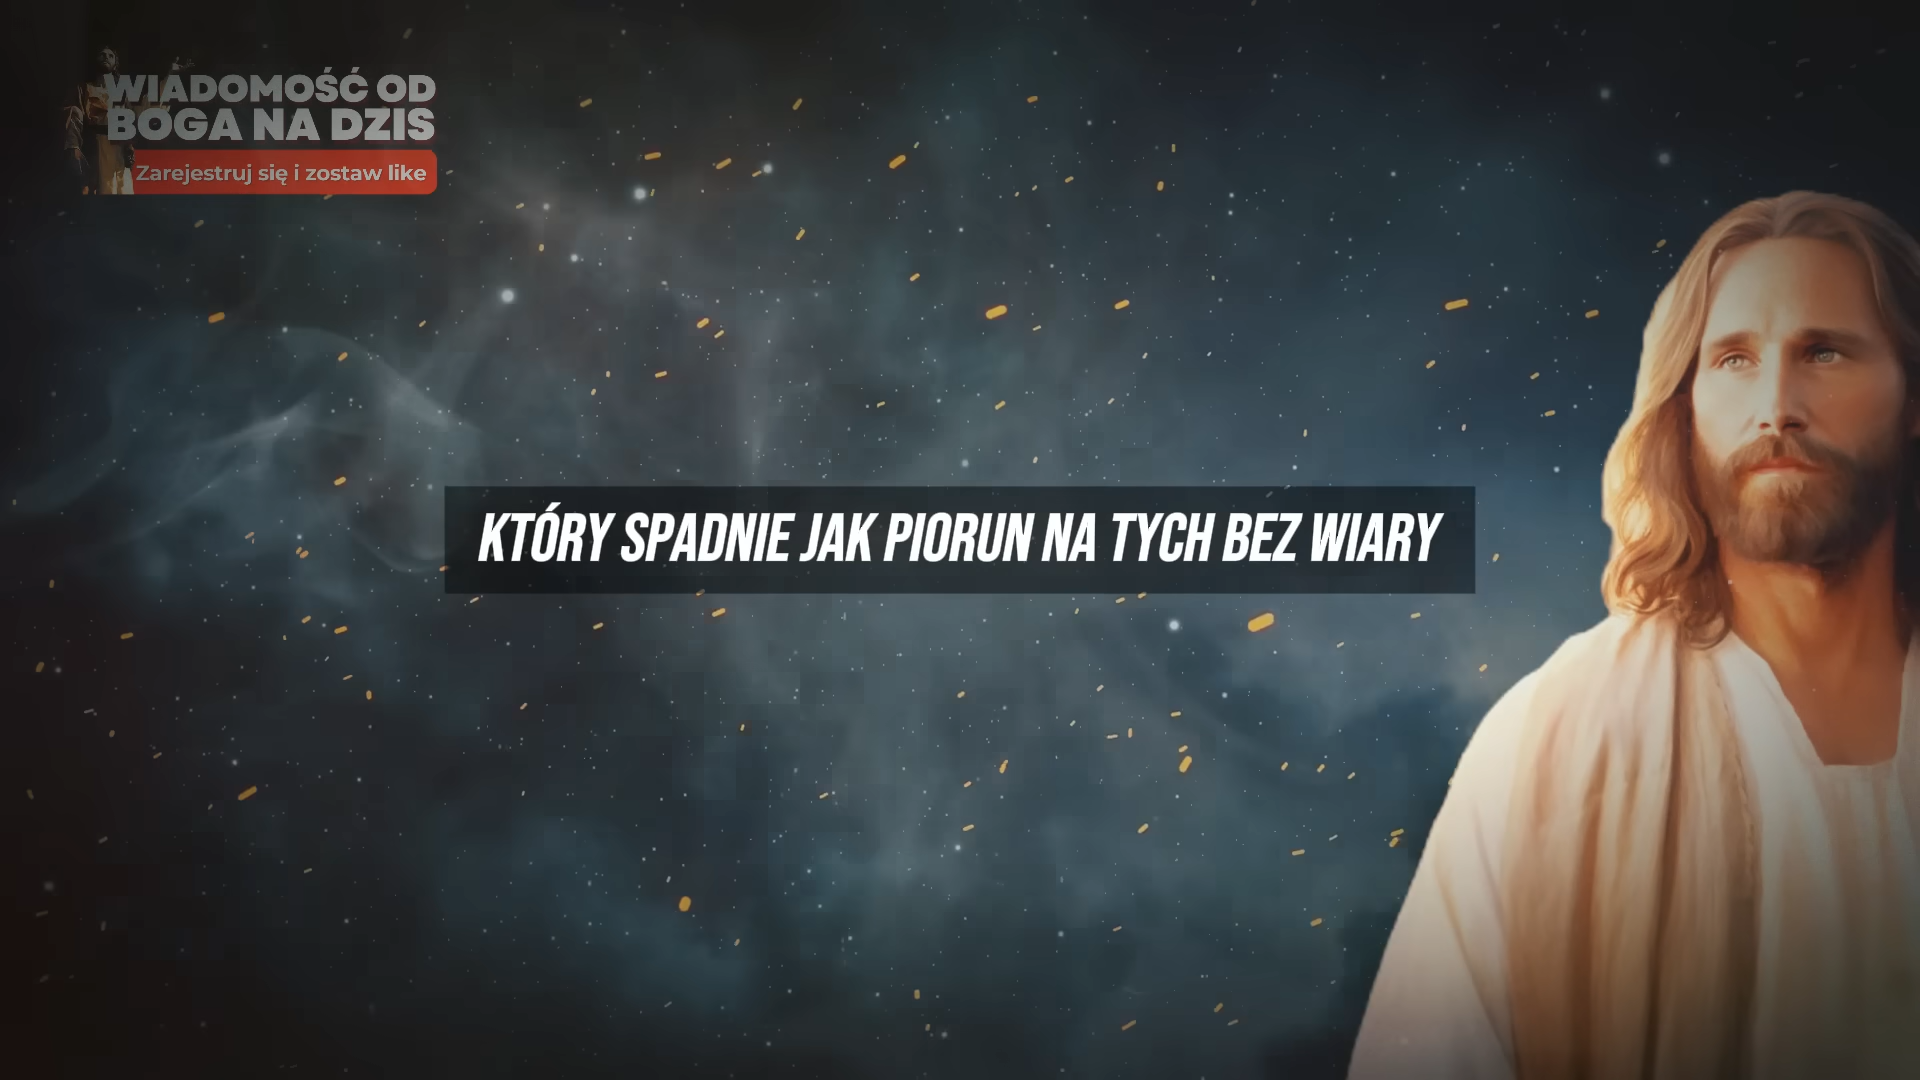 WIADOMOŚĆ OD
BOGA NA DZIS
Zarejestruj się i zostaw like
KTÓRY SPADNIE JAK PIORUN NA TYCH BEZ WIARY